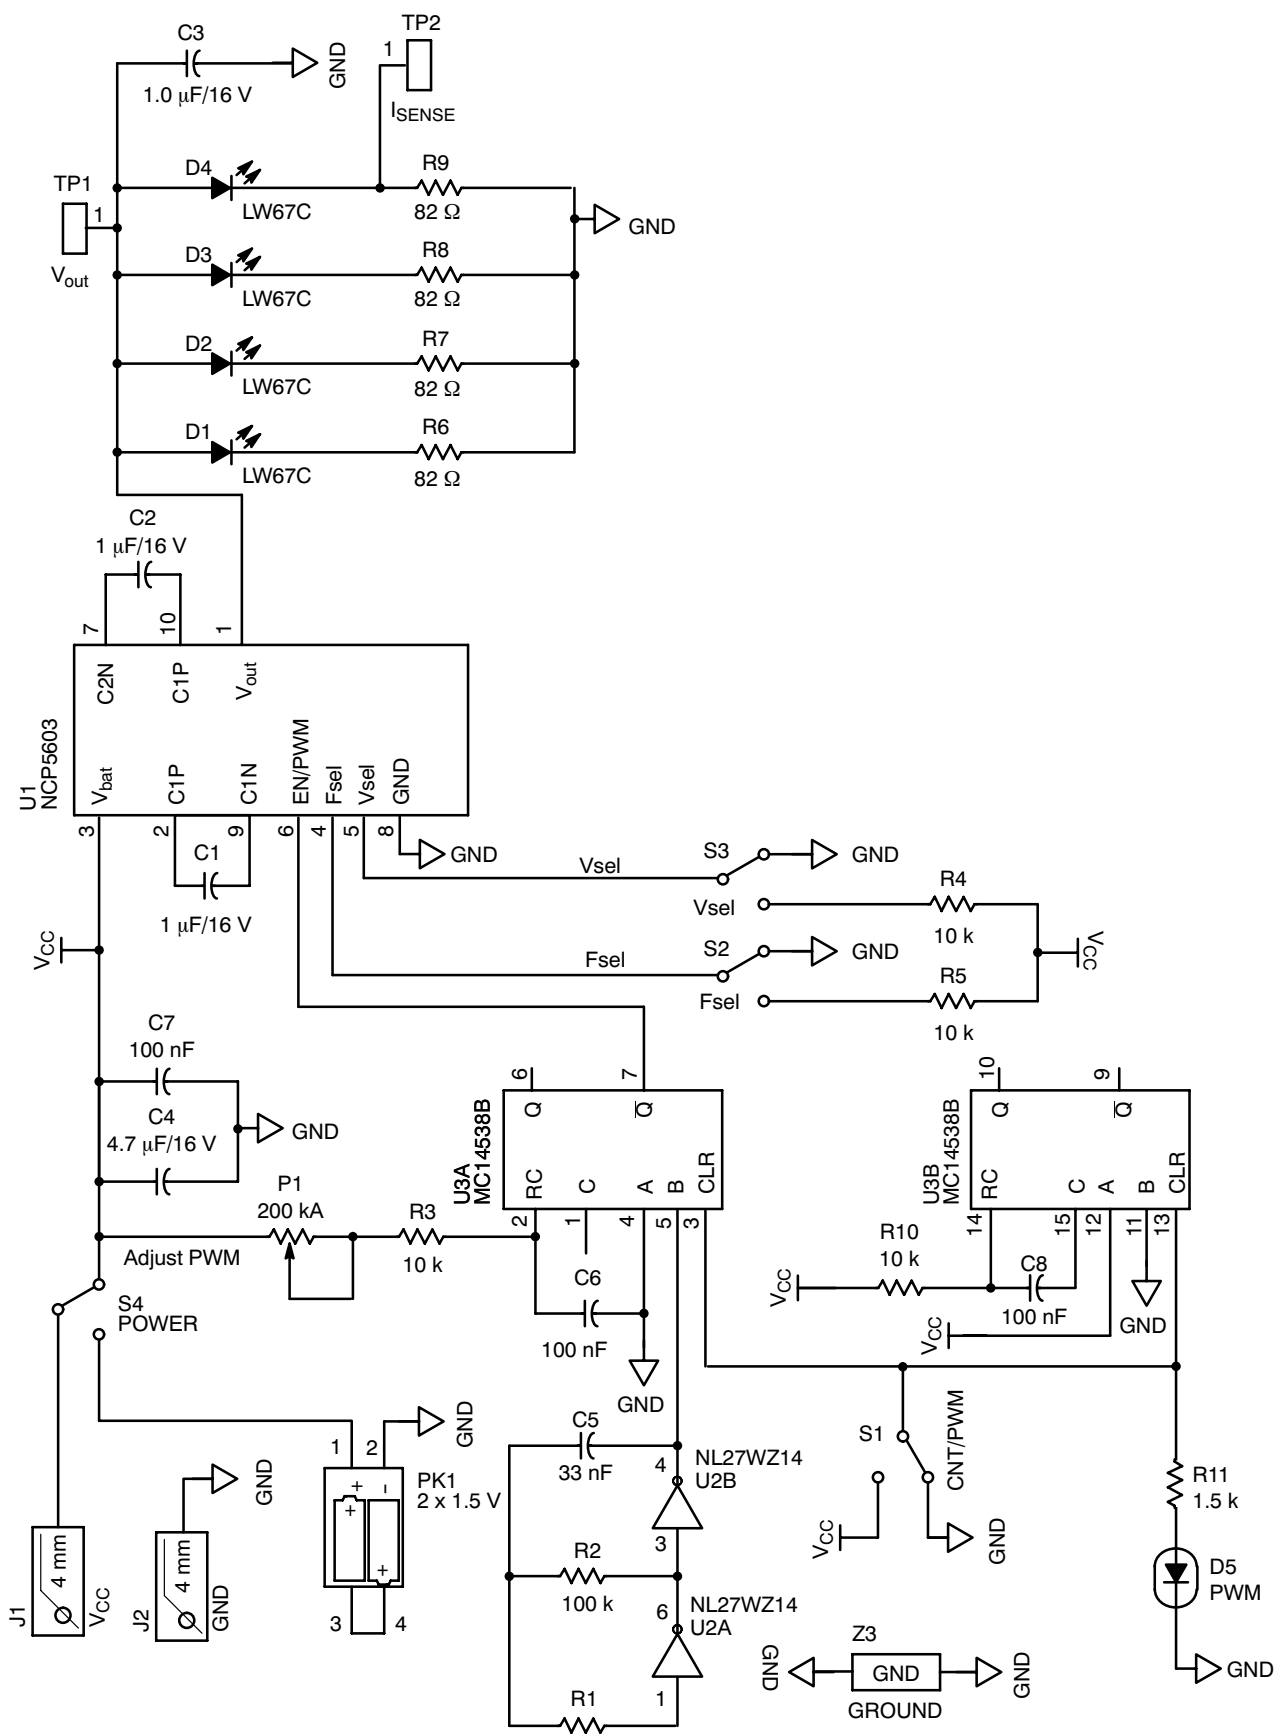 TP2
C3
1
GND
1.0 µF/16 V
ISENSE
D4
R9
TP1
1
LW67C
82 Ω
GND
Vout
D3
R8
LW67C
82 Ω
D2
R7
LW67C
82 Ω
D1
R6
LW67C
82 Ω
C2
1 µF/16 V
7
10
1
C2N
C1P
Vout
U1
NCP5603
Vbat
C1P
C1N
EN/PWM
Fsel
Vsel
GND
3
2
9
6
4
5
8
C1
GND
1 µF/16 V
Vsel
S3
GND
Vsel
R4
10 k
VCC
Fsel
S2
GND
VCC
Fsel
R5
10 k
C7
100 nF
C4
4.7 µF/16 V
GND
6
7
10
9
Q
Q
Q
Q
U3A
MC14538B
RC
C
A
B
CLR
U3B
MC14538B
RC
C
A
B
CLR
P1
200 kA
R3
10 k
Adjust PWM
2
1
4
5
3
14
15
12
11
13
R10
10 k
C6
100 nF
GND
VCC
C8
100 nF
GND
VCC
S4
POWER
1
2
GND
PK1
2 x 1.5 V
+
−
+
+
3
4
C5
33 nF
4
NL27WZ14
U2B
3
R2
100 k
6
NL27WZ14
U2A
1
R1
S1
CNT/PWM
VCC
GND
R11
1.5 k
D5
PWM
GND
J1
4 mm
VCC
J2
4 mm
GND
GND
Z3
GND
GND
GND
GROUND